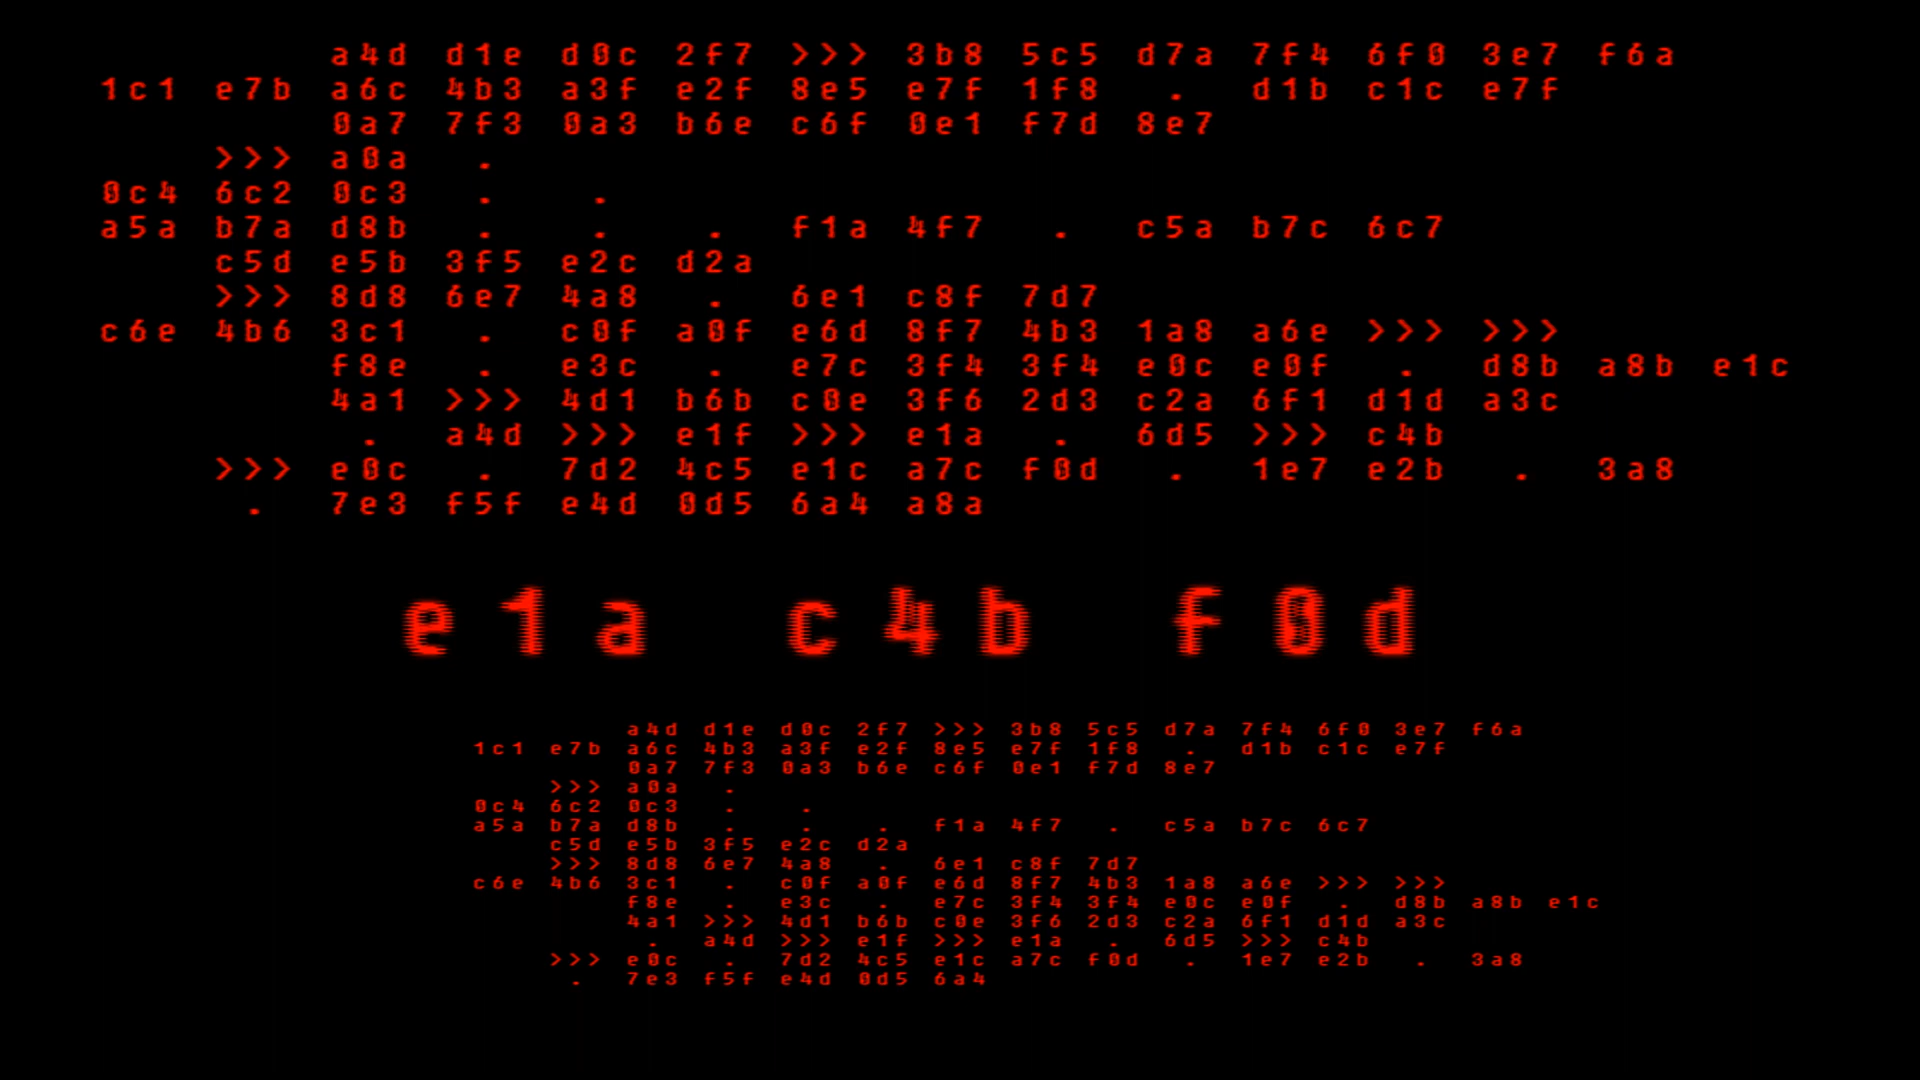 a4d d1e d0c 2f7 >>> 3b8 5c5 d7a 7f4 6f0 3e7 f6a
1c1 e7b a6c 4b3 a3f e2f 8e5 e7f 1f8 . d1b c1c e7f
0a7 7f3 0a3 b6e c6f 0e1 f7d 8e7
>>> a0a .
0c4 6c2 0c3 . .
a5a b7a d8b . . . f1a 4f7 . c5a b7c 6c7
c5d e5b 3f5 e2c d2a
>>> 8d8 6e7 4a8 . 6e1 c8f 7d7
c6e 4b6 3c1 . c0f a0f e6d 8f7 4b3 1a8 a6e >>> >>>
f8e . e3c . e7c 3f4 3f4 e0c e0f . d8b a8b e1c
4a1 >>> 4d1 b6b c0e 3f6 2d3 c2a 6f1 d1d a3c
. a4d >>> e1f >>> e1a . 6d5 >>> c4b
>>> e0c . 7d2 4c5 e1c a7c f0d . 1e7 e2b . 3a8
. 7e3 f5f e4d 0d5 6a4 a8a
e1a c4b f0d
a4d d1e d0c 2f7 >>> 3b8 5c5 d7a 7f4 6f0 3e7 f6a
1c1 e7b a6c 4b3 a3f e2f 8e5 e7f 1f8 . d1b c1c e7f
0a7 7f3 0a3 b6e c6f 0e1 f7d 8e7
>>> a0a .
0c4 6c2 0c3 . .
a5a b7a d8b . . . f1a 4f7 . c5a b7c 6c7
c5d e5b 3f5 e2c d2a
>>> 8d8 6e7 4a8 . 6e1 c8f 7d7
c6e 4b6 3c1 . c0f a0f e6d 8f7 4b3 1a8 a6e >>> >>>
f8e . e3c . e7c 3f4 3f4 e0c e0f . d8b a8b e1c
4a1 >>> 4d1 b6b c0e 3f6 2d3 c2a 6f1 d1d a3c
. a4d >>> e1f >>> e1a . 6d5 >>> c4b
>>> e0c . 7d2 4c5 e1c a7c f0d . 1e7 e2b . 3a8
. 7e3 f5f e4d 0d5 6a4